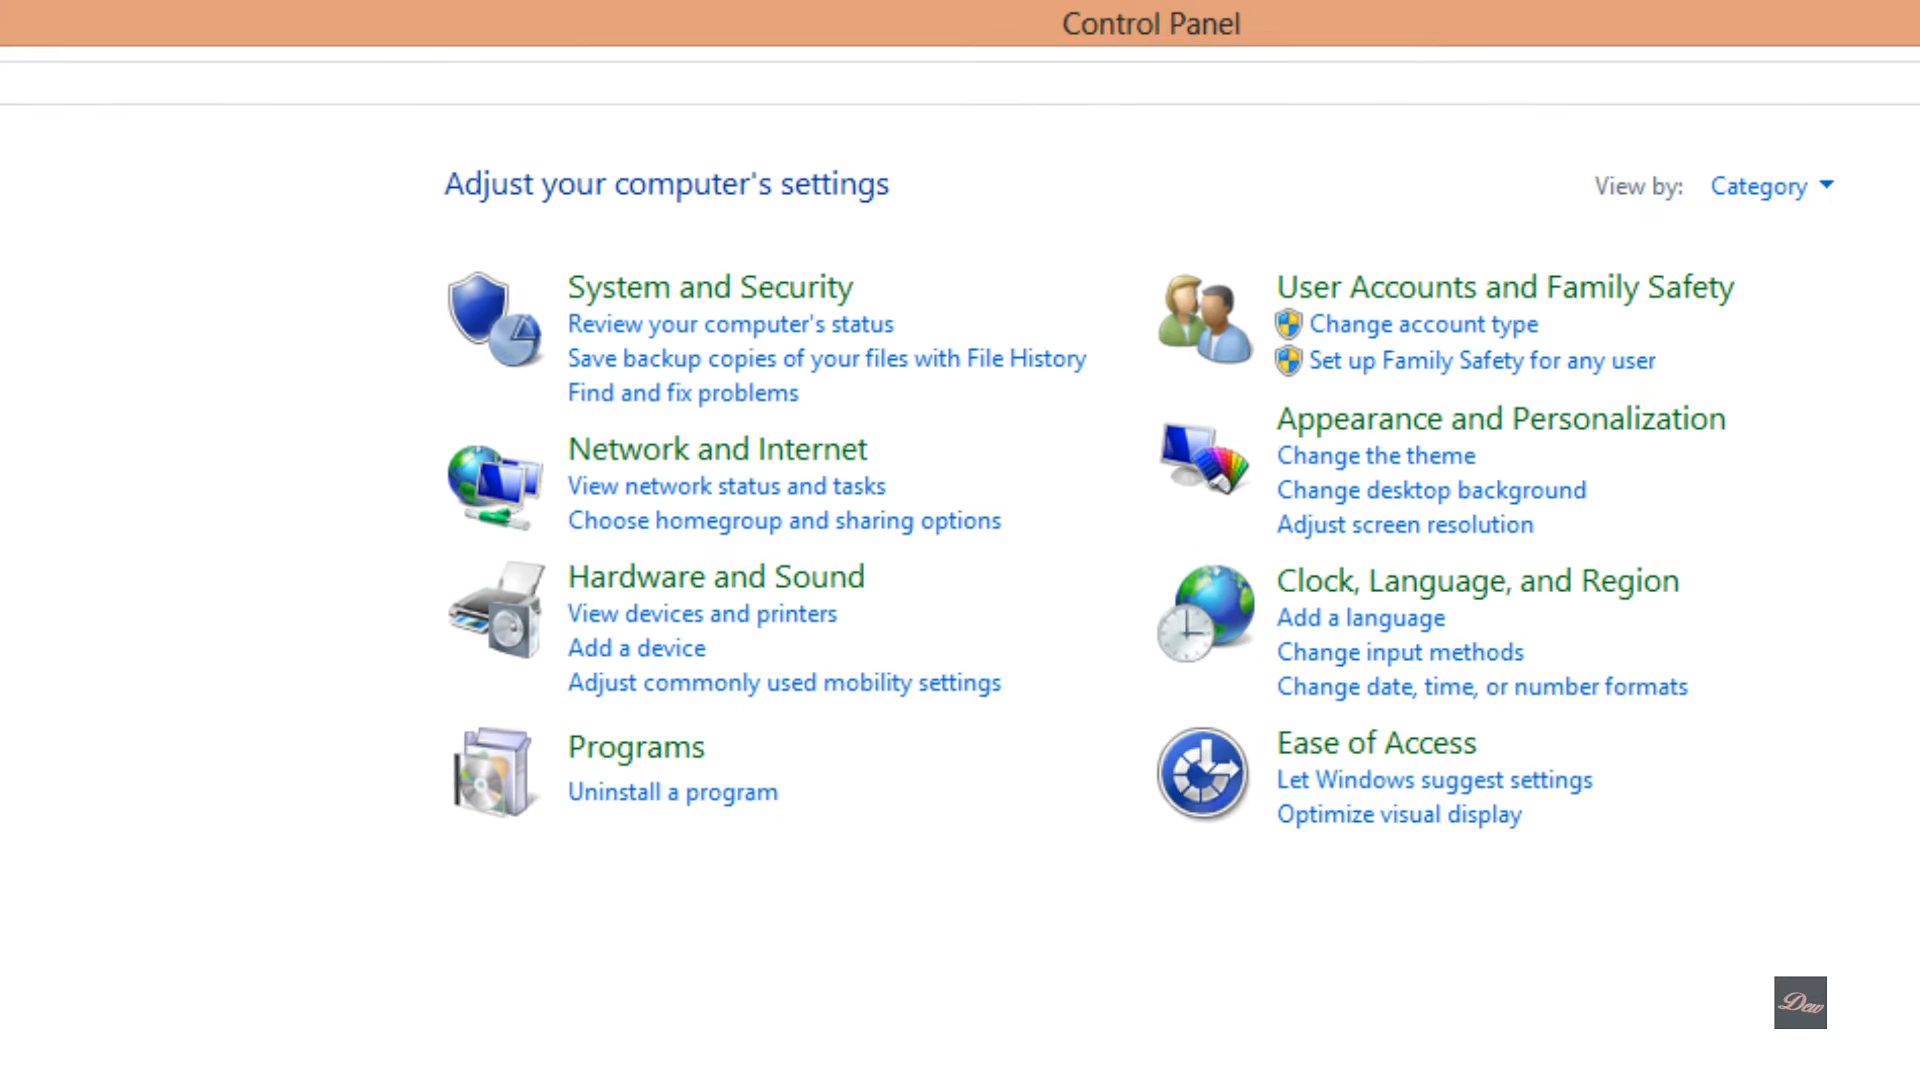 Control Panel
Adjust your computer's settings
View by: Category
System and Security
Review your computer's status
Save backup copies of your files with File History
Find and fix problems
Network and Internet
View network status and tasks
Choose homegroup and sharing options
Hardware and Sound
View devices and printers
Add a device
Adjust commonly used mobility settings
Programs
Uninstall a program
User Accounts and Family Safety
Change account type
Set up Family Safety for any user
Appearance and Personalization
Change the theme
Change desktop background
Adjust screen resolution
Clock, Language, and Region
Add a language
Change input methods
Change date, time, or number formats
Ease of Access
Let Windows suggest settings
Optimize visual display
Dew